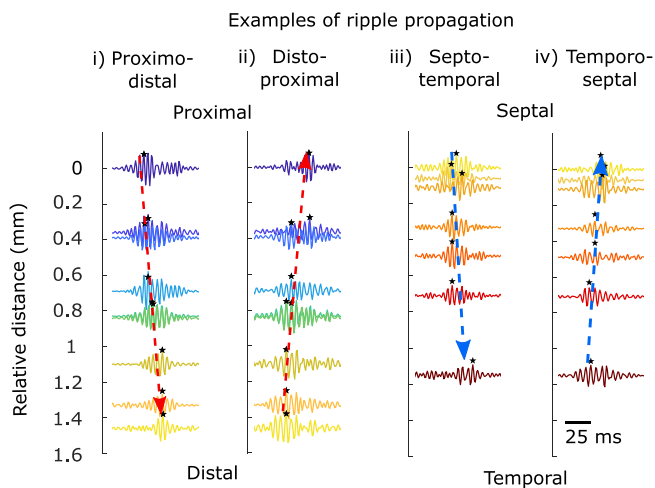 Examples of ripple propagation
i) Proximo-
distal
ii) Disto-
proximal
iii) Septo-
temporal
iv) Temporo-
septal
Proximal
Septal
Relative distance (mm)
0
0.2
0.4
0.6
0.8
1
1.2
1.4
1.6
25 ms
Distal
Temporal